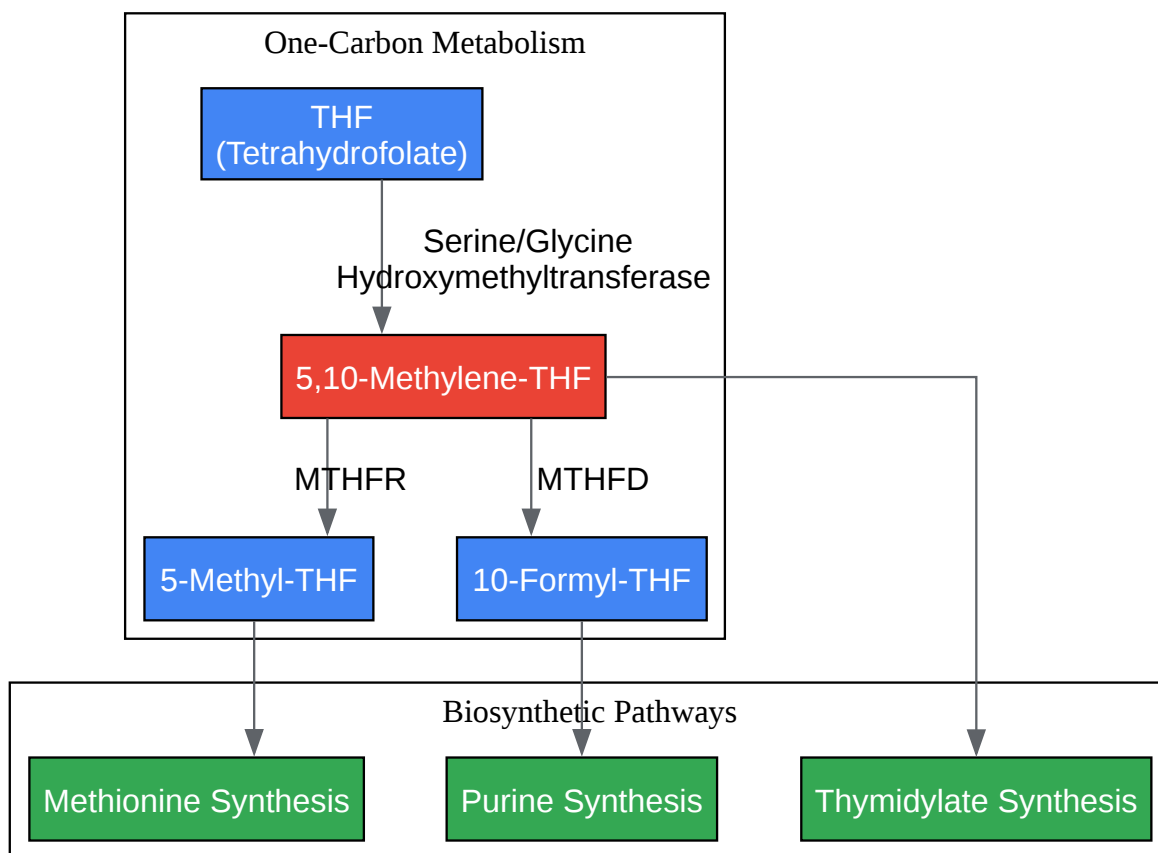 One-Carbon Metabolism
THF
(Tetrahydrofolate)
Serine/Glycine
Hydroxymethyltransferase
5,10-Methylene-THF
MTHFR
MTHFD
5-Methyl-THF
10-Formyl-THF
Biosynthetic Pathways
Methionine Synthesis
Purine Synthesis
Thymidylate Synthesis